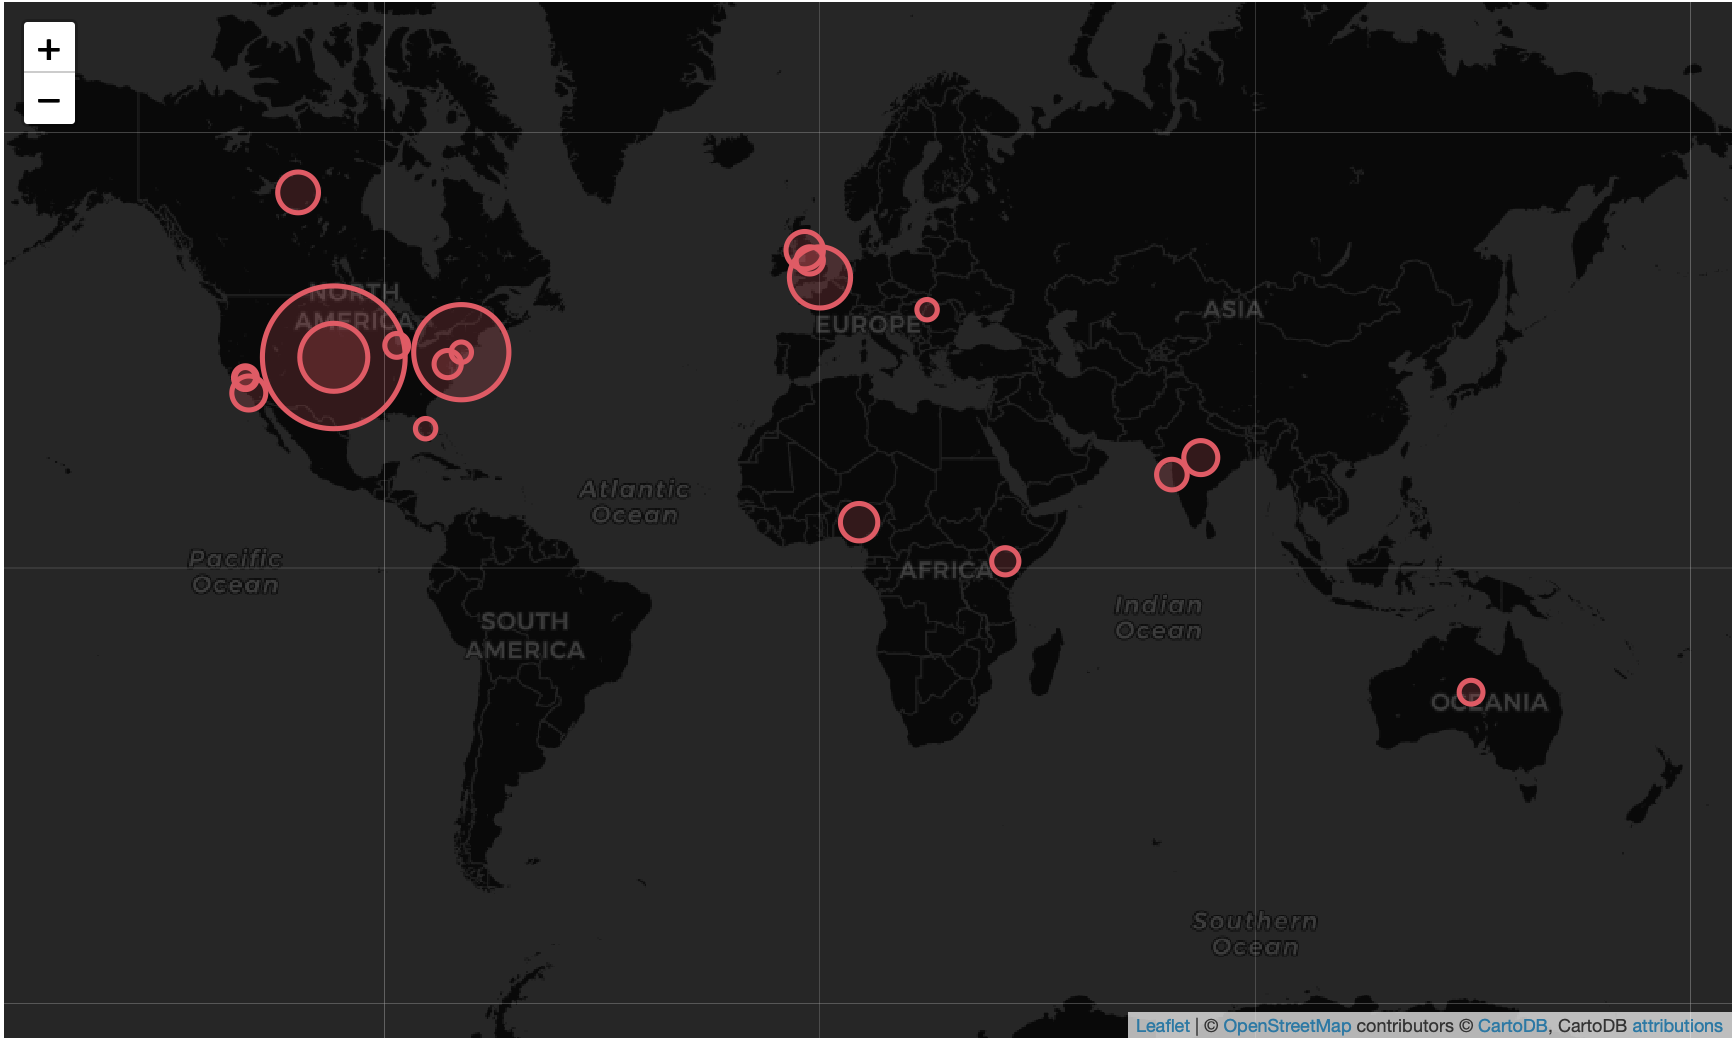 +
−
NORTH
AMERICA
EUROPE
ASIA
Atlantic
Ocean
Pacific
Ocean
AFRICA
Indian
Ocean
SOUTH
AMERICA
OCEANIA
Southern
Ocean
Leaflet | © OpenStreetMap contributors © CartoDB, CartoDB attributions